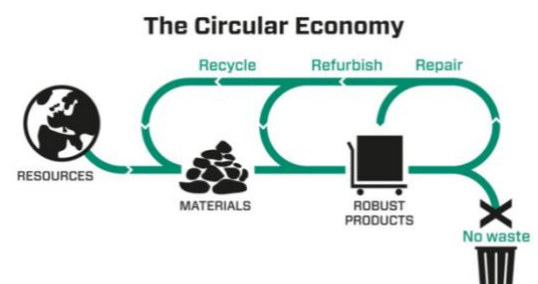 The Circular Economy
Recycle
Refurbish
Repair
RESOURCES
MATERIALS
ROBUST
PRODUCTS
No waste